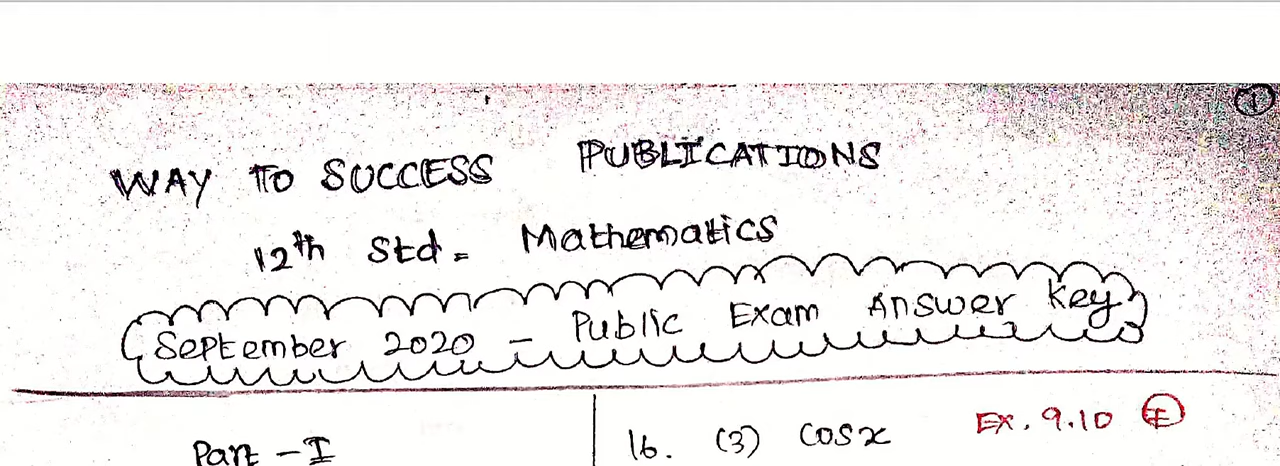 1
WAY TO SUCCESS PUBLICATIONS
12th Std = Mathematics
September 2020 - Public Exam Answer Key
Part - I
16. (3) cos x Ex. 9.10 E